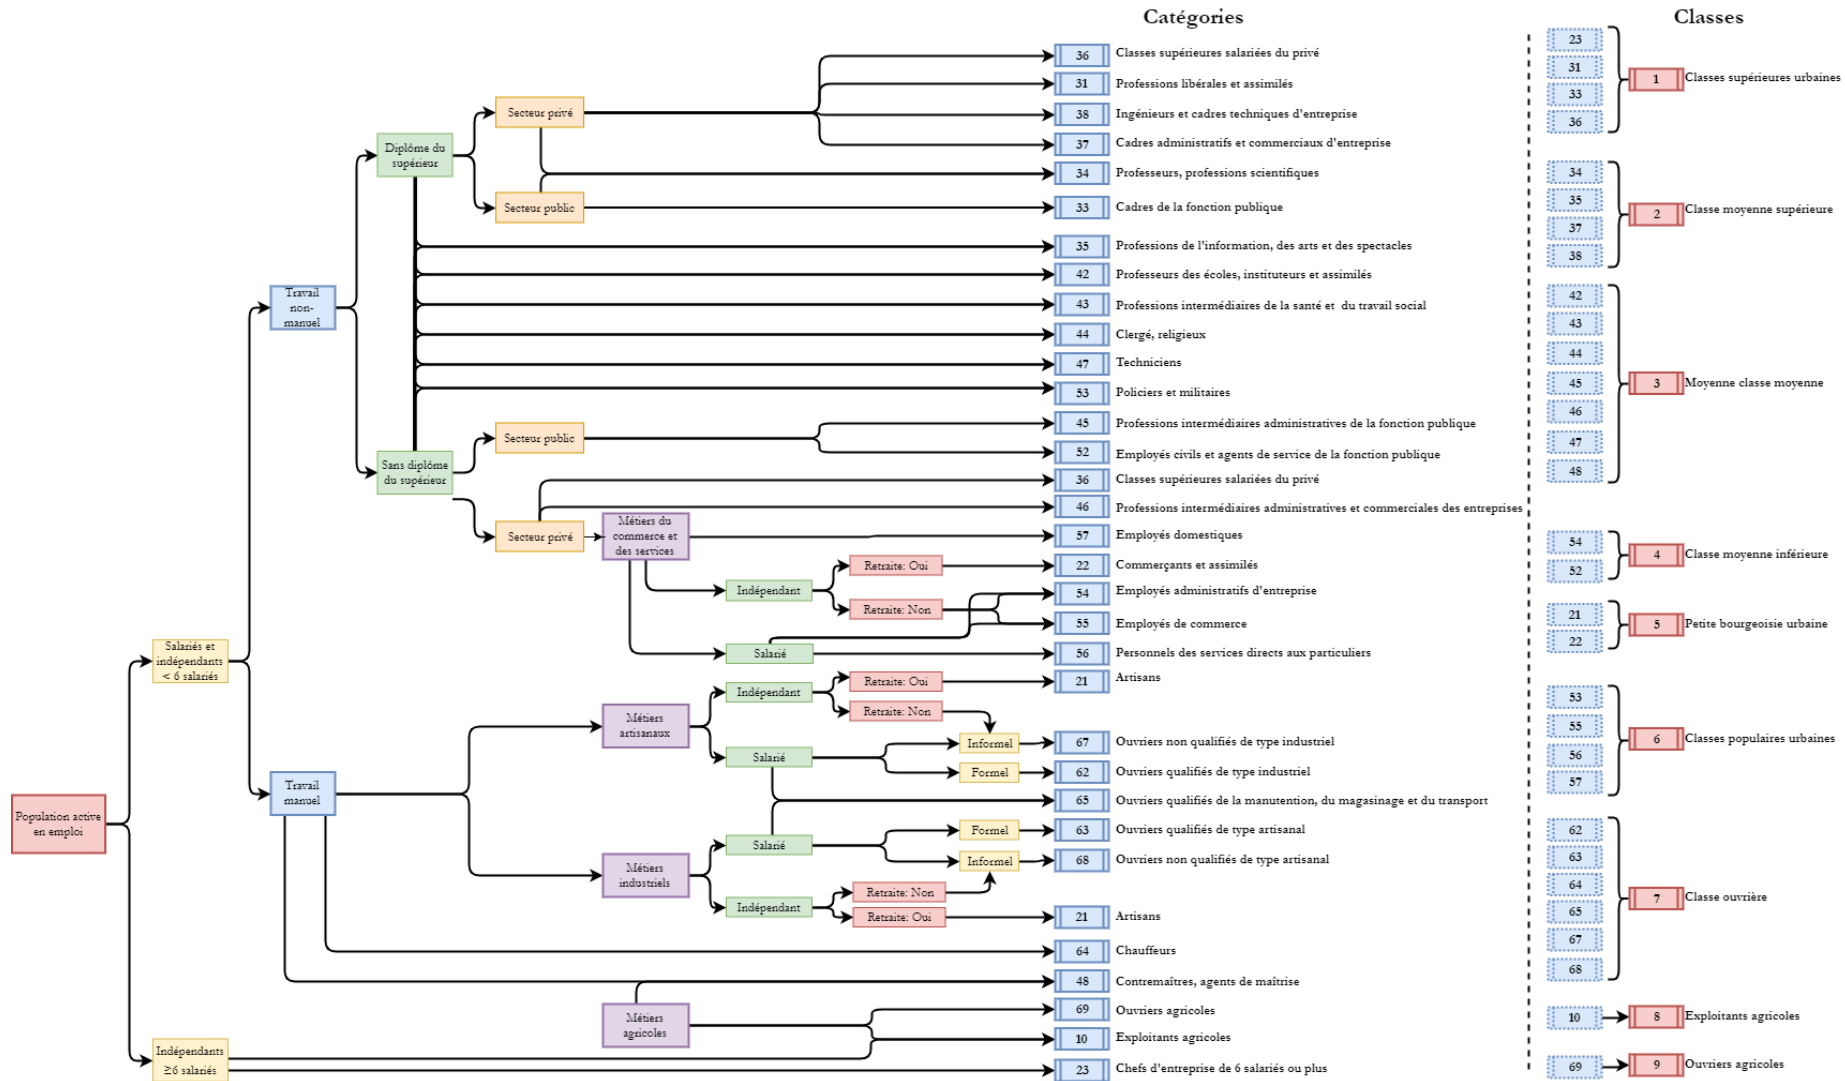 Catégories
Classes
36 Classes supérieures salariées du privé
31 Professions libérales et assimilés
38 Ingénieurs et cadres techniques d'entreprise
37 Cadres administratifs et commerciaux d'entreprise
34 Professeurs, professions scientifiques
33 Cadres de la fonction publique
35 Professions de l'information, des arts et des spectacles
42 Professeurs des écoles, instituteurs et assimilés
43 Professions intermédiaires de la santé et du travail social
44 Clergé, religieux
47 Techniciens
53 Policiers et militaires
45 Professions intermédiaires administratives de la fonction publique
52 Employés civils et agents de service de la fonction publique
36 Classes supérieures salariées du privé
46 Professions intermédiaires administratives et commerciales des entreprises
57 Employés domestiques
22 Commerçants et assimilés
54 Employés administratifs d'entreprise
55 Employés de commerce
56 Personnels des services directs aux particuliers
21 Artisans
67 Ouvriers non qualifiés de type industriel
62 Ouvriers qualifiés de type industriel
65 Ouvriers qualifiés de la manutention, du magasinage et du transport
63 Ouvriers qualifiés de type artisanal
68 Ouvriers non qualifiés de type artisanal
21 Artisans
64 Chauffeurs
48 Contremaîtres, agents de maîtrise
69 Ouvriers agricoles
10 Exploitants agricoles
23 Chefs d'entreprise de 6 salariés ou plus
Population active
en emploi
Salariés et
indépendants
< 6 salariés
Indépendants
≥6 salariés
Travail
non-
manuel
Travail
manuel
Diplôme du
supérieur
Sans diplôme
du supérieur
Secteur privé
Secteur public
Secteur public
Secteur privé
Métiers du
commerce et
des services
Indépendant
Retraite: Oui
Retraite: Non
Salarié
Métiers
artisanaux
Indépendant
Retraite: Oui
Retraite: Non
Salarié
Informel
Formel
Métiers
industriels
Salarié
Formel
Informel
Indépendant
Retraite: Non
Retraite: Oui
Métiers
agricoles
23
31
33
36
1 Classes supérieures urbaines
34
35
37
38
2 Classe moyenne supérieure
42
43
44
45
46
47
48
3 Moyenne classe moyenne
54
52
4 Classe moyenne inférieure
21
22
5 Petite bourgeoisie urbaine
53
55
56
57
6 Classes populaires urbaines
62
63
64
65
67
68
7 Classe ouvrière
10
8 Exploitants agricoles
69
9 Ouvriers agricoles